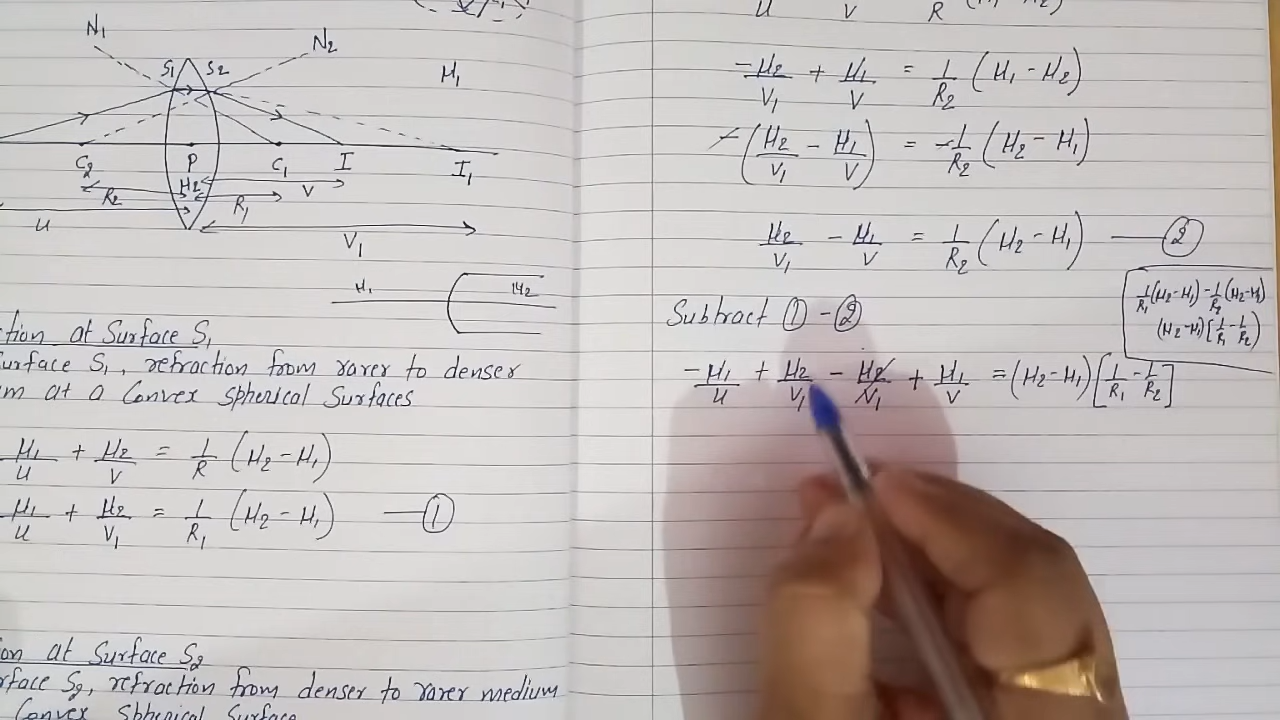 N1 N2
S1 S2 μ1
C2 P C1 I I1
μ2
R2 R1 V
u
V1
μ1 μ2
tion at Surface S1
urface S1, refraction from rarer to denser
m at a Convex Spherical Surfaces
μ1/u + μ2/v = 1/R (μ2 - μ1)
μ1/u + μ2/v1 = 1/R1 (μ2 - μ1) — ①
on at Surface S2
rface S2, refraction from denser to rarer medium
Convex Spherical Surface
u v R
-μ2/v1 + μ1/v = 1/R2 (μ1 - μ2)
-(μ2/v1 - μ1/v) = -1/R2 (μ2 - μ1)
μ2/v1 - μ1/v = 1/R2 (μ2 - μ1) — ②
1/R1 (μ2 - μ1) - 1/R2 (μ2 - μ1)
(μ2 - μ1) [1/R1 - 1/R2)
Subtract ① - ②
-μ1/u + μ2/v1 - μ2/v1 + μ1/v = (μ2 - μ1) [1/R1 - 1/R2]